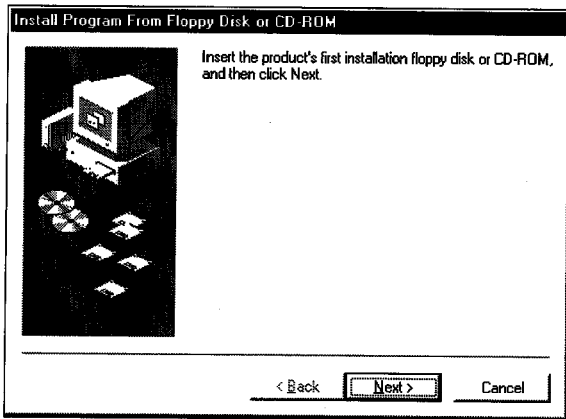 Install Program From Floppy Disk or CD-ROM
Insert the product's first installation floppy disk or CD-ROM,
and then click Next.
< Back
Next >
Cancel